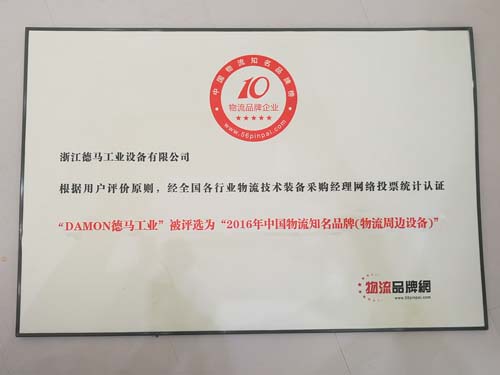 中国物流知名品牌榜
10
物流品牌企业
★★★★★
www.56pinpai.com
浙江德马工业设备有限公司
根据用户评价原则，经全国各行业物流技术装备采购经理网络投票统计认证
“DAMON德马工业”被评选为“2016年中国物流知名品牌(物流周边设备)”
物流品牌網
www.56pinpai.com